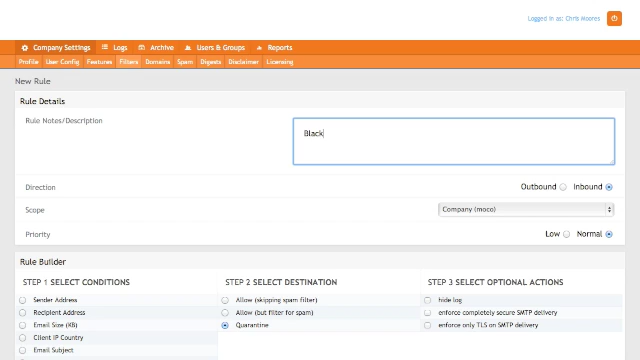 Logged in as: Chris Moores
Company Settings Logs Archive Users & Groups Reports
Profile User Config Features Filters Domains Spam Digests Disclaimer Licensing
New Rule
Rule Details
Rule Notes/Description
Black
Direction Outbound Inbound
Scope Company (moco)
Priority Low Normal
Rule Builder
STEP 1 SELECT CONDITIONS STEP 2 SELECT DESTINATION STEP 3 SELECT OPTIONAL ACTIONS
Sender Address Allow (skipping spam filter) hide log
Recipient Address Allow (but filter for spam) enforce completely secure SMTP delivery
Email Size (KB) Quarantine enforce only TLS on SMTP delivery
Client IP Country
Email Subject